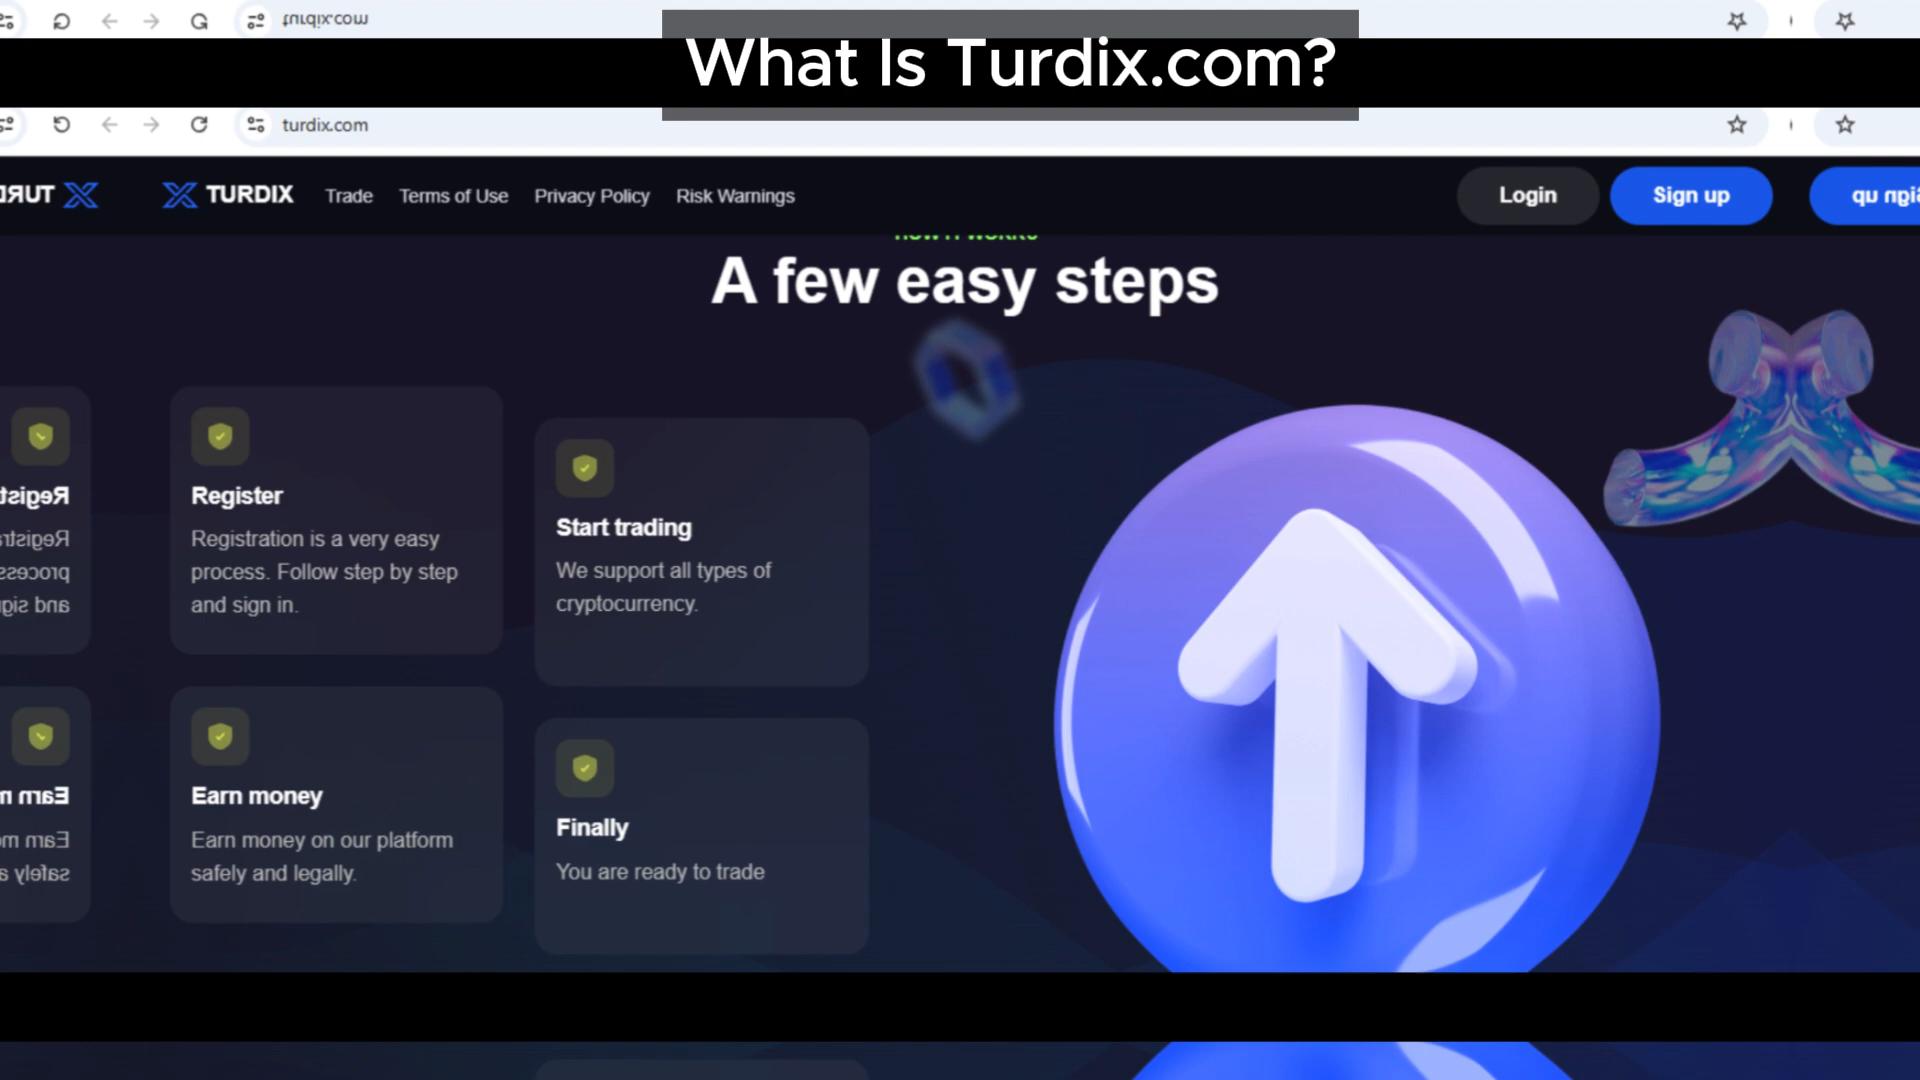 What Is Turdix.com?
turdix.com
TURDIX Trade Terms of Use Privacy Policy Risk Warnings Login Sign up
A few easy steps
Register
Registration is a very easy
process. Follow step by step
and sign in.
Start trading
We support all types of
cryptocurrency.
Earn money
Earn money on our platform
safely and legally.
Finally
You are ready to trade